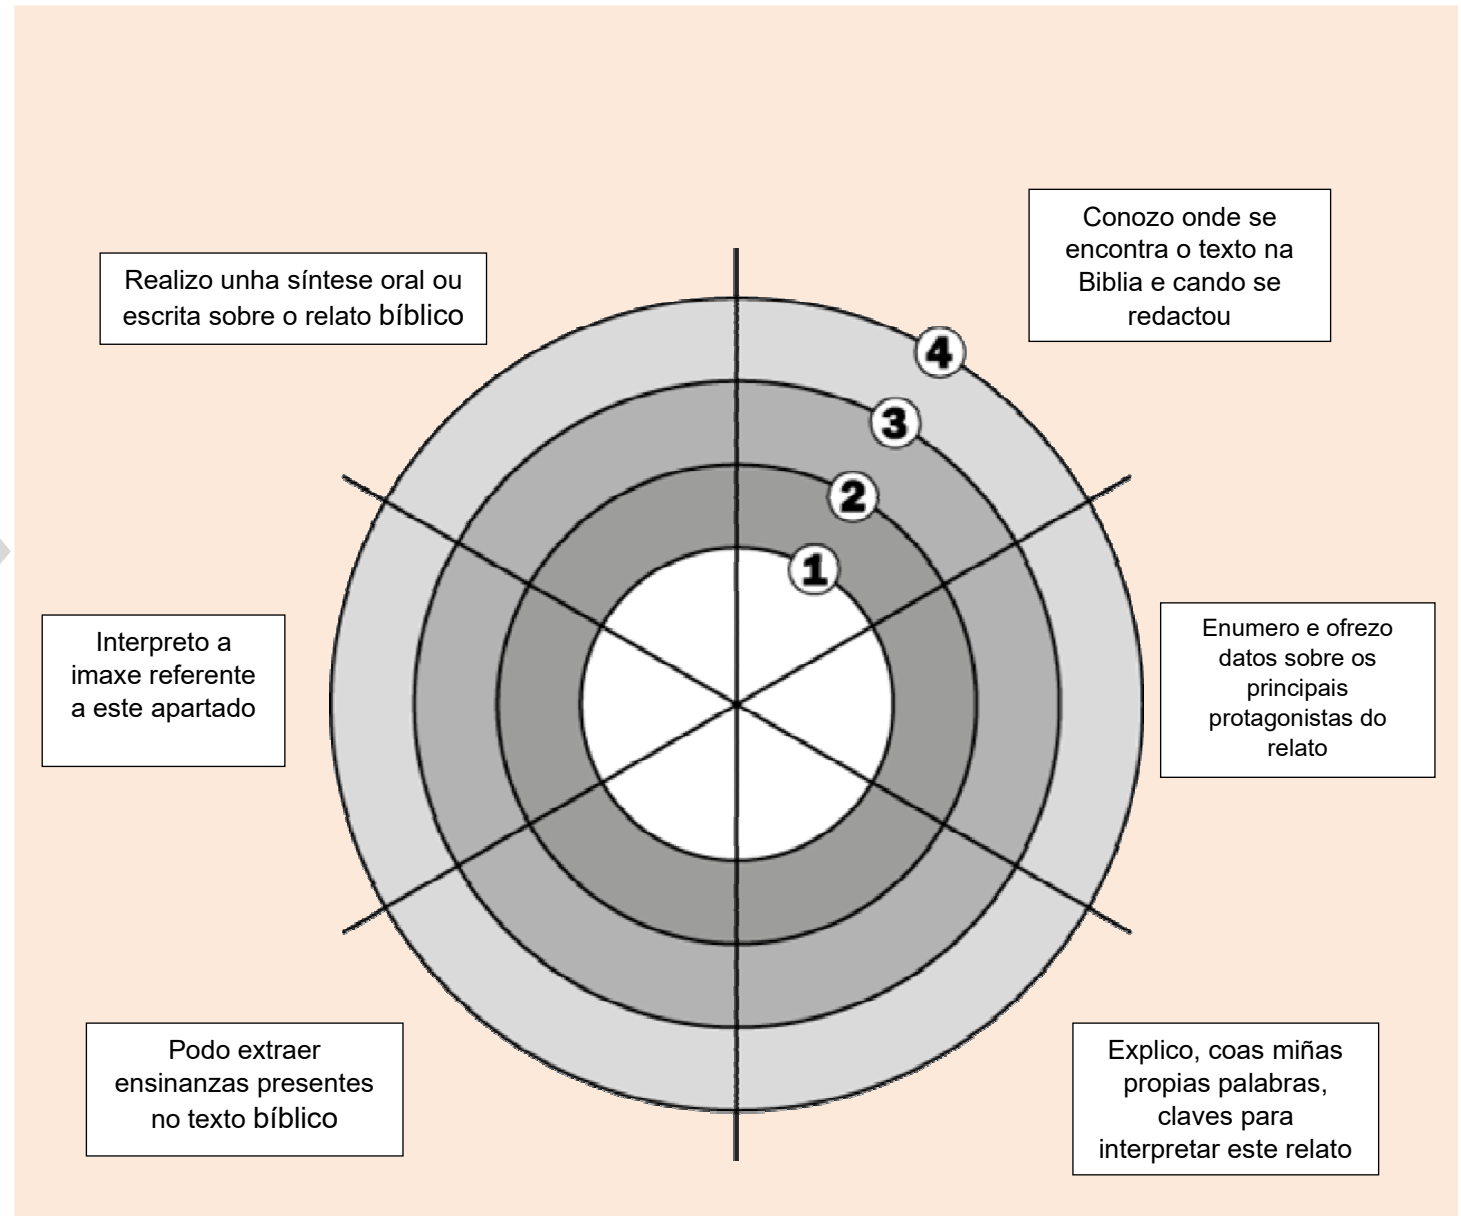 Conozo onde se
encontra o texto na
Biblia e cando se
redactou
Realizo unha síntese oral ou
escrita sobre o relato bíblico
4
3
2
1
Interpreto a
imaxe referente
a este apartado
Enumero e ofrezo
datos sobre os
principais
protagonistas do
relato
Podo extraer
ensinanzas presentes
no texto bíblico
Explico, coas miñas
propias palabras,
claves para
interpretar este relato